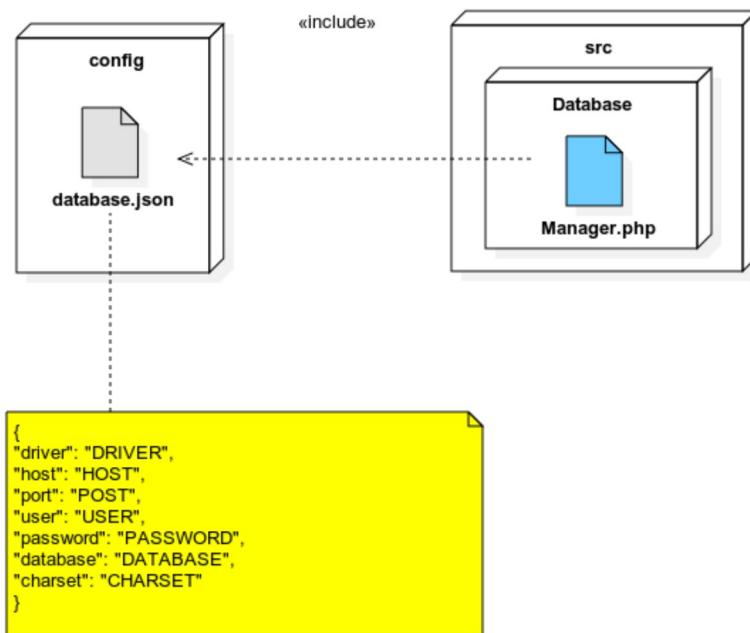 «include»
config
database.json
src
Database
Manager.php
{
"driver": "DRIVER",
"host": "HOST",
"port": "POST",
"user": "USER",
"password": "PASSWORD",
"database": "DATABASE",
"charset": "CHARSET"
}